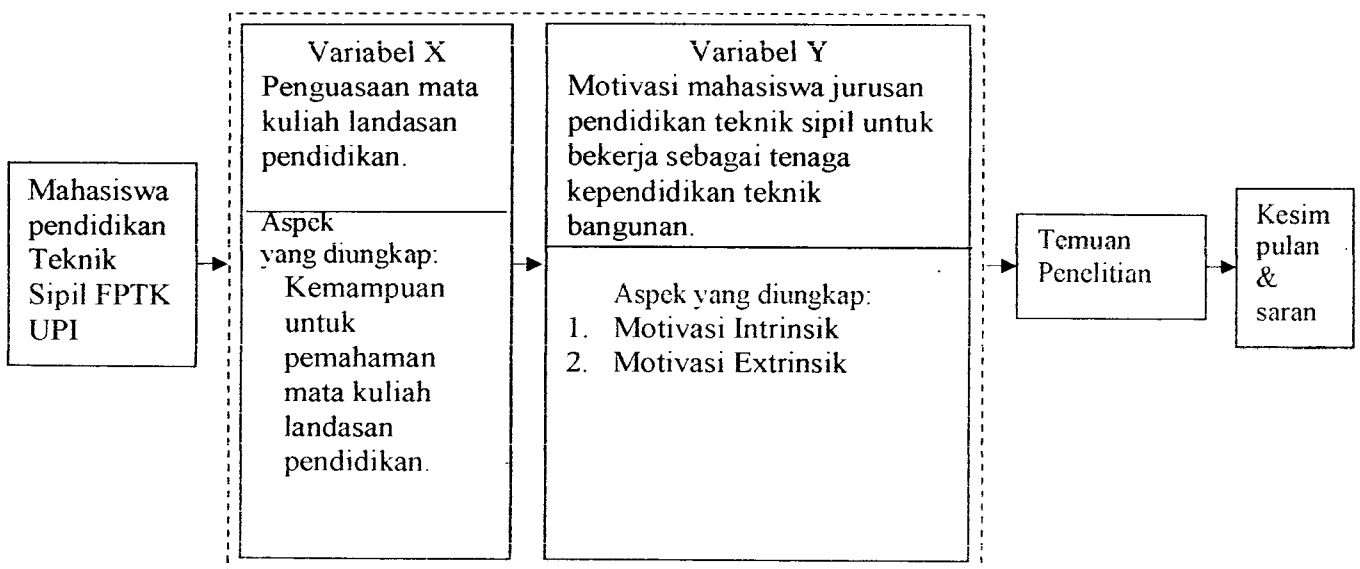 Mahasiswa
pendidikan
Teknik
Sipil FPTK
UPI
Variabel X
Penguasaan mata
kuliah landasan
pendidikan.
Aspek
yang diungkap:
Kemampuan
untuk
pemahaman
mata kuliah
landasan
pendidikan.
Variabel Y
Motivasi mahasiswa jurusan
pendidikan teknik sipil untuk
bekerja sebagai tenaga
kependidikan teknik
bangunan.
Aspek yang diungkap:
1. Motivasi Intrinsik
2. Motivasi Extrinsik
Temuan
Penelitian
Kesim
pulan
&
saran